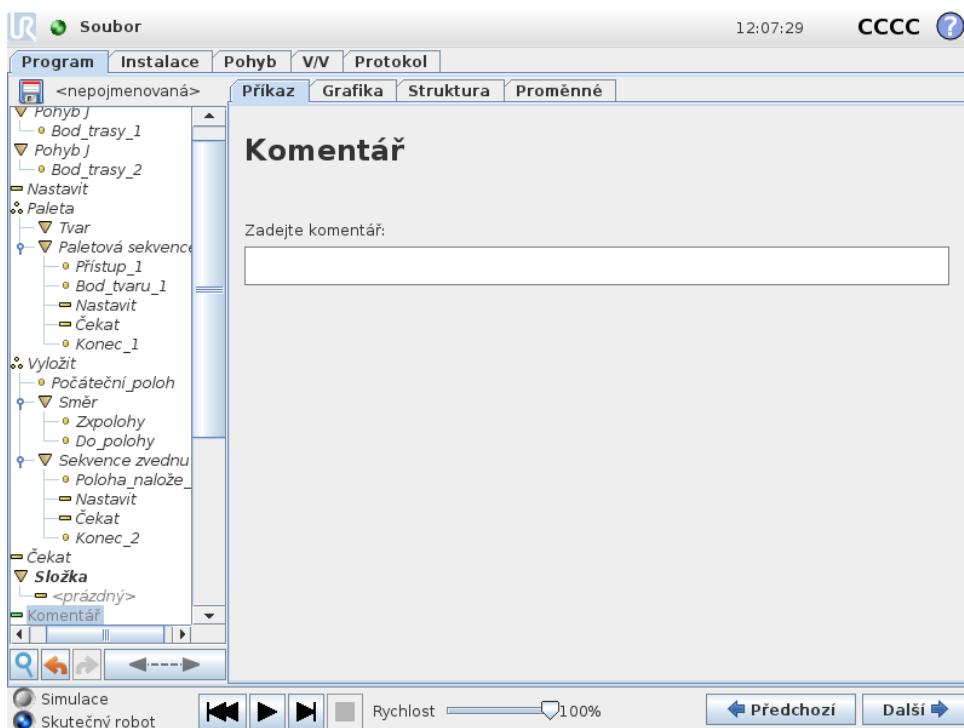 Soubor 12:07:29 CCCC ?
Program Instalace Pohyb V/V Protokol
<nepojmenovaná> Příkaz Grafika Struktura Proměnné
Pohyb J
Bod_trasy_1
Pohyb J
Bod_trasy_2
Nastavit
Paleta
Tvar
Paletová sekvence
Přístup_1
Bod_tvaru_1
Nastavit
Čekat
Konec_1
Vyložit
Počáteční_poloh
Směr
Zxpolohy
Do_polohy
Sekvence zvednu
Poloha_nalože_
Nastavit
Čekat
Konec_2
Čekat
Složka
<prázdný>
Komentář
Komentář
Zadejte komentář:
Simulace
Skutečný robot
Rychlost 100%
Předchozí Další